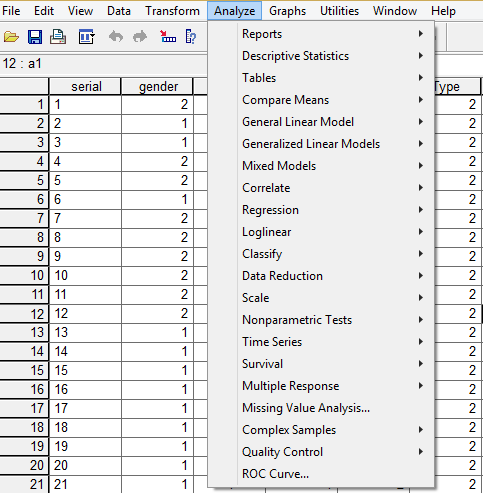 File Edit View Data Transform Analyze Graphs Utilities Window Help
12 : a1
serial gender Type
1 1 2 2
2 2 1 2
3 3 1 2
4 4 2 2
5 5 2 2
6 6 1 2
7 7 2 2
8 8 2 2
9 9 2 2
10 10 2 2
11 11 2 2
12 12 2 2
13 13 1 2
14 14 1 2
15 15 1 2
16 16 1 2
17 17 1 2
18 18 1 2
19 19 1 2
20 20 1 2
21 21 1 2
Reports
Descriptive Statistics
Tables
Compare Means
General Linear Model
Generalized Linear Models
Mixed Models
Correlate
Regression
Loglinear
Classify
Data Reduction
Scale
Nonparametric Tests
Time Series
Survival
Multiple Response
Missing Value Analysis...
Complex Samples
Quality Control
ROC Curve...